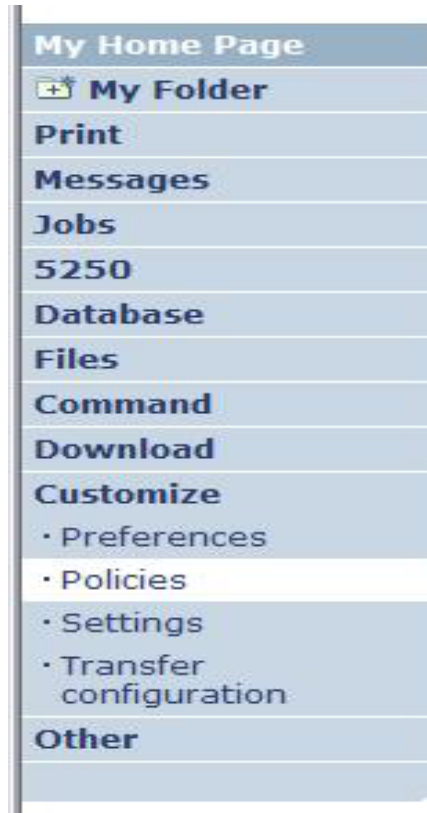 My Home Page
My Folder
Print
Messages
Jobs
5250
Database
Files
Command
Download
Customize
· Preferences
· Policies
· Settings
· Transfer
configuration
Other